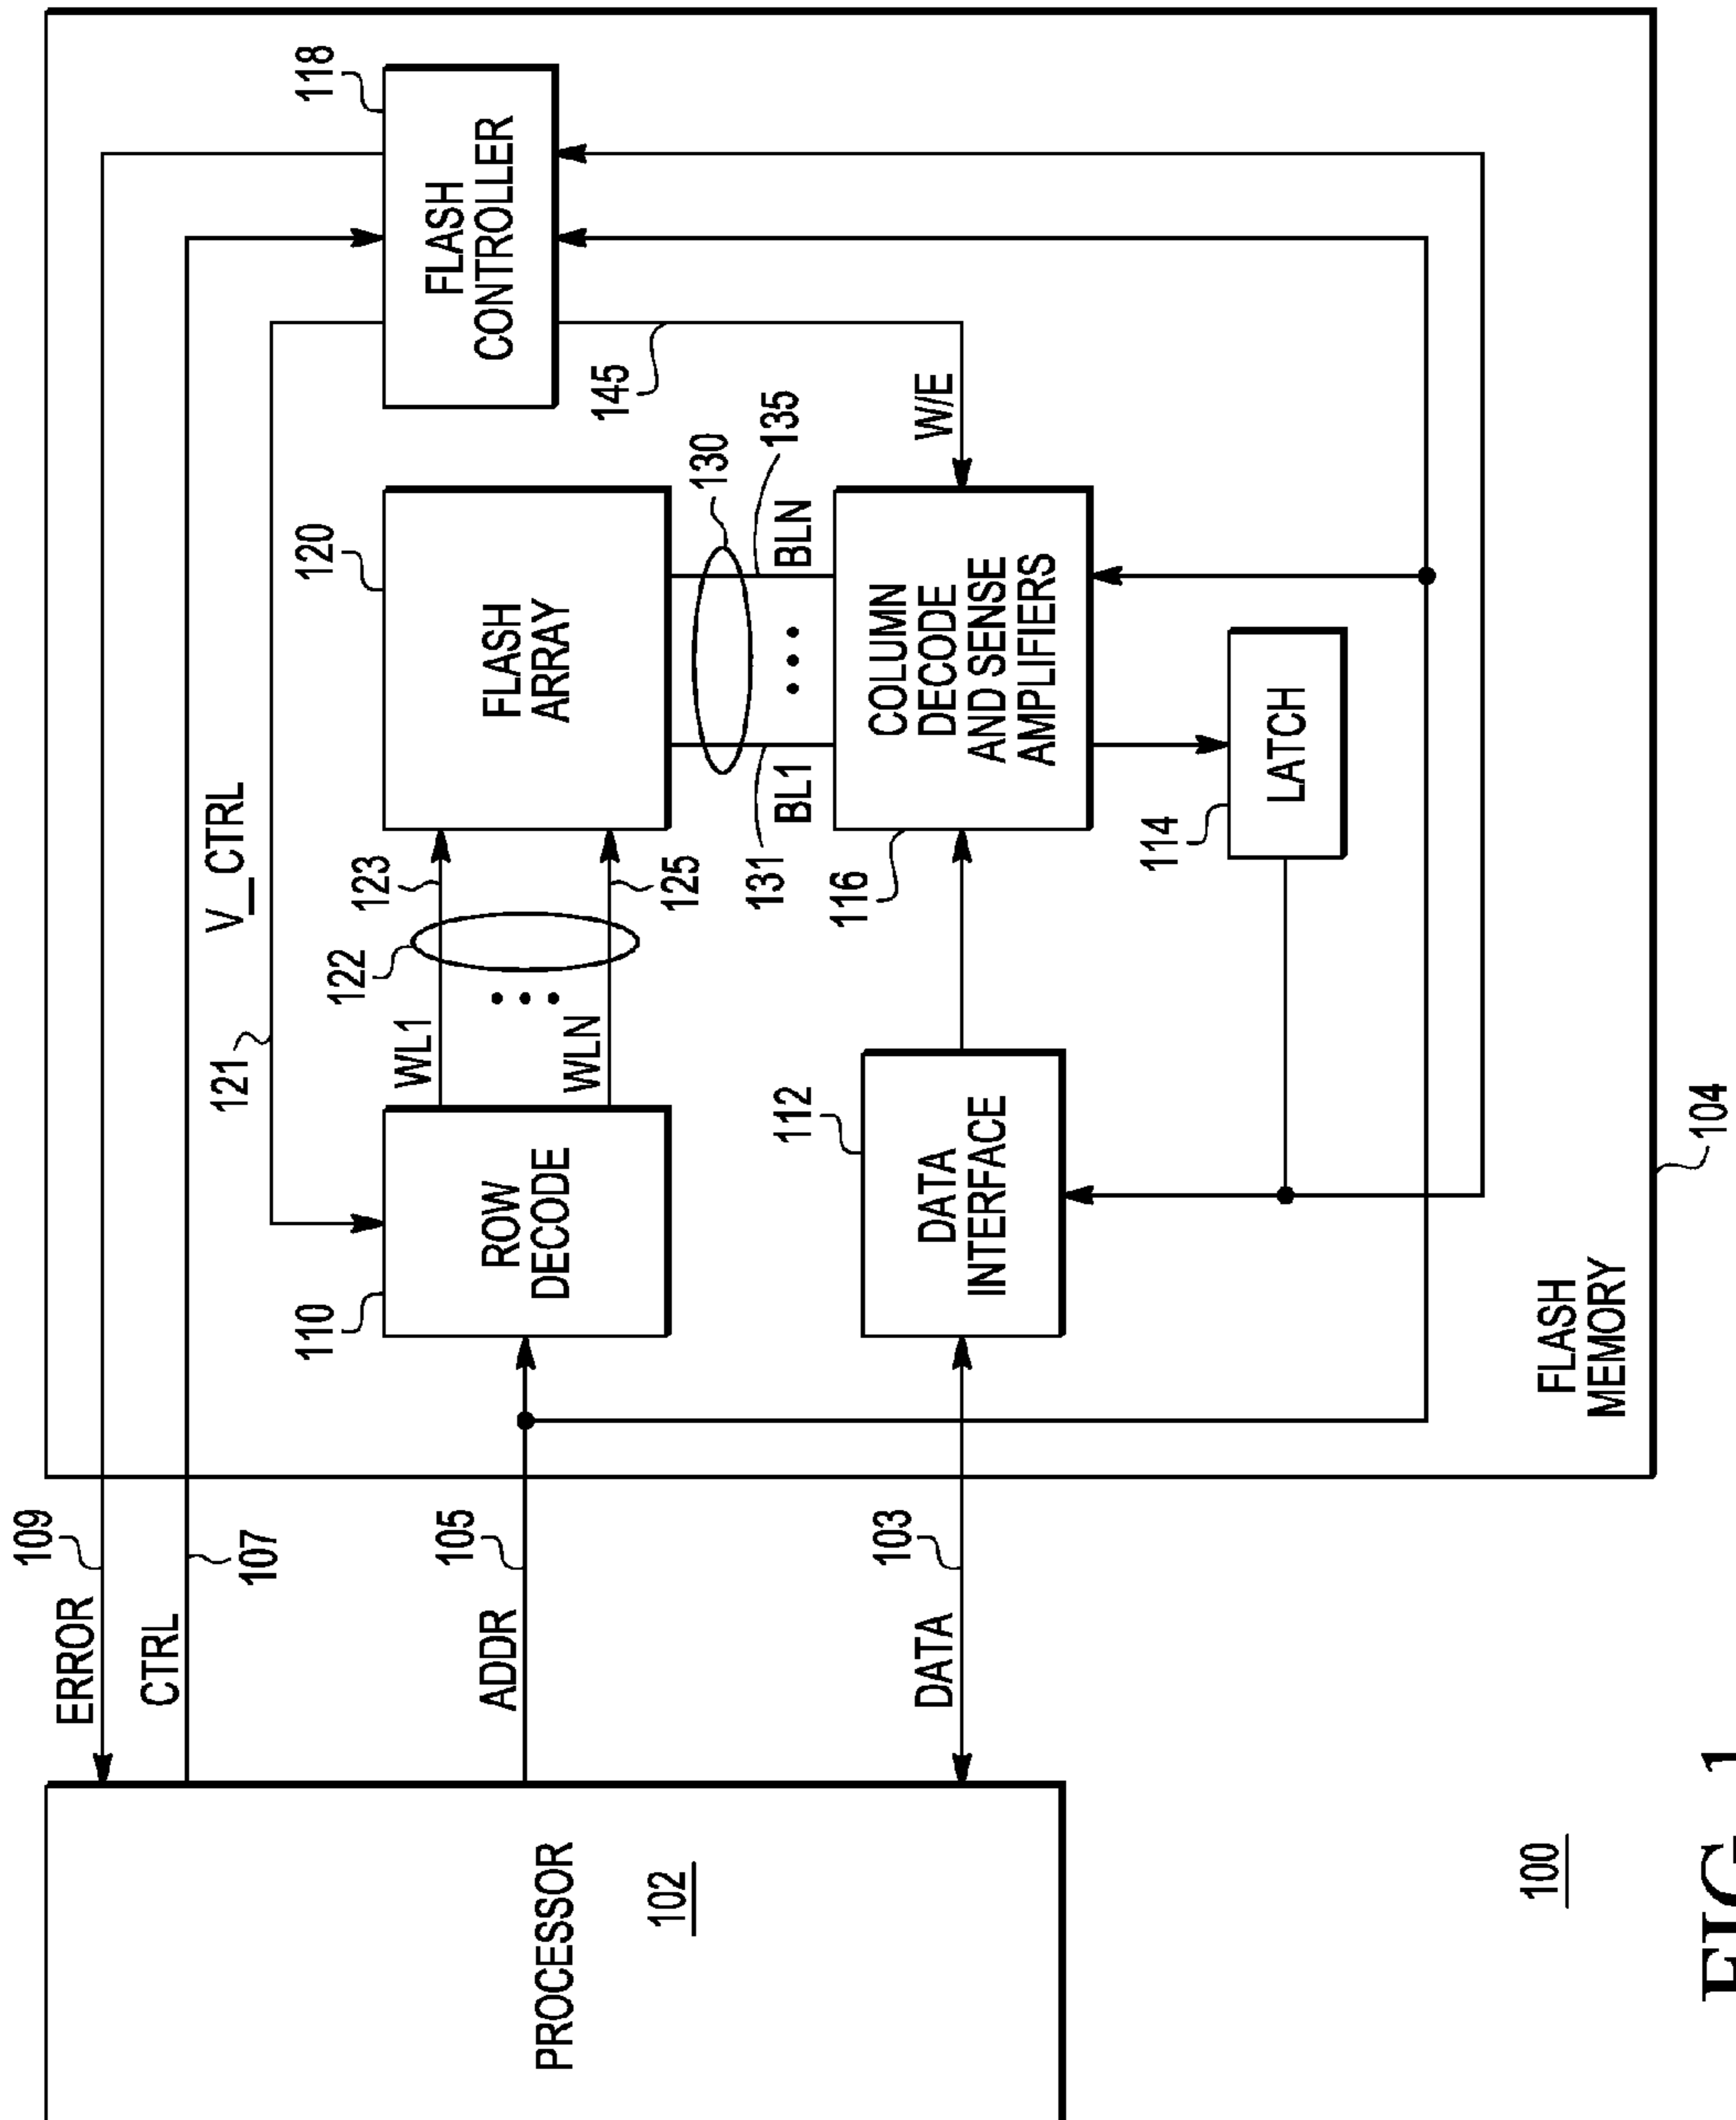 109
ERROR
CTRL
107
105
ADDR
103
DATA
PROCESSOR
102
V_CTRL
121
110
ROW
DECODE
WL1
123
122
WLN
125
120
FLASH
ARRAY
118
FLASH
CONTROLLER
145
W/E
130
135
BLN
131
BL1
112
DATA
INTERFACE
116
COLUMN
DECODE
AND SENSE
AMPLIFIERS
114
LATCH
FLASH
MEMORY
104
100
FIG. 1